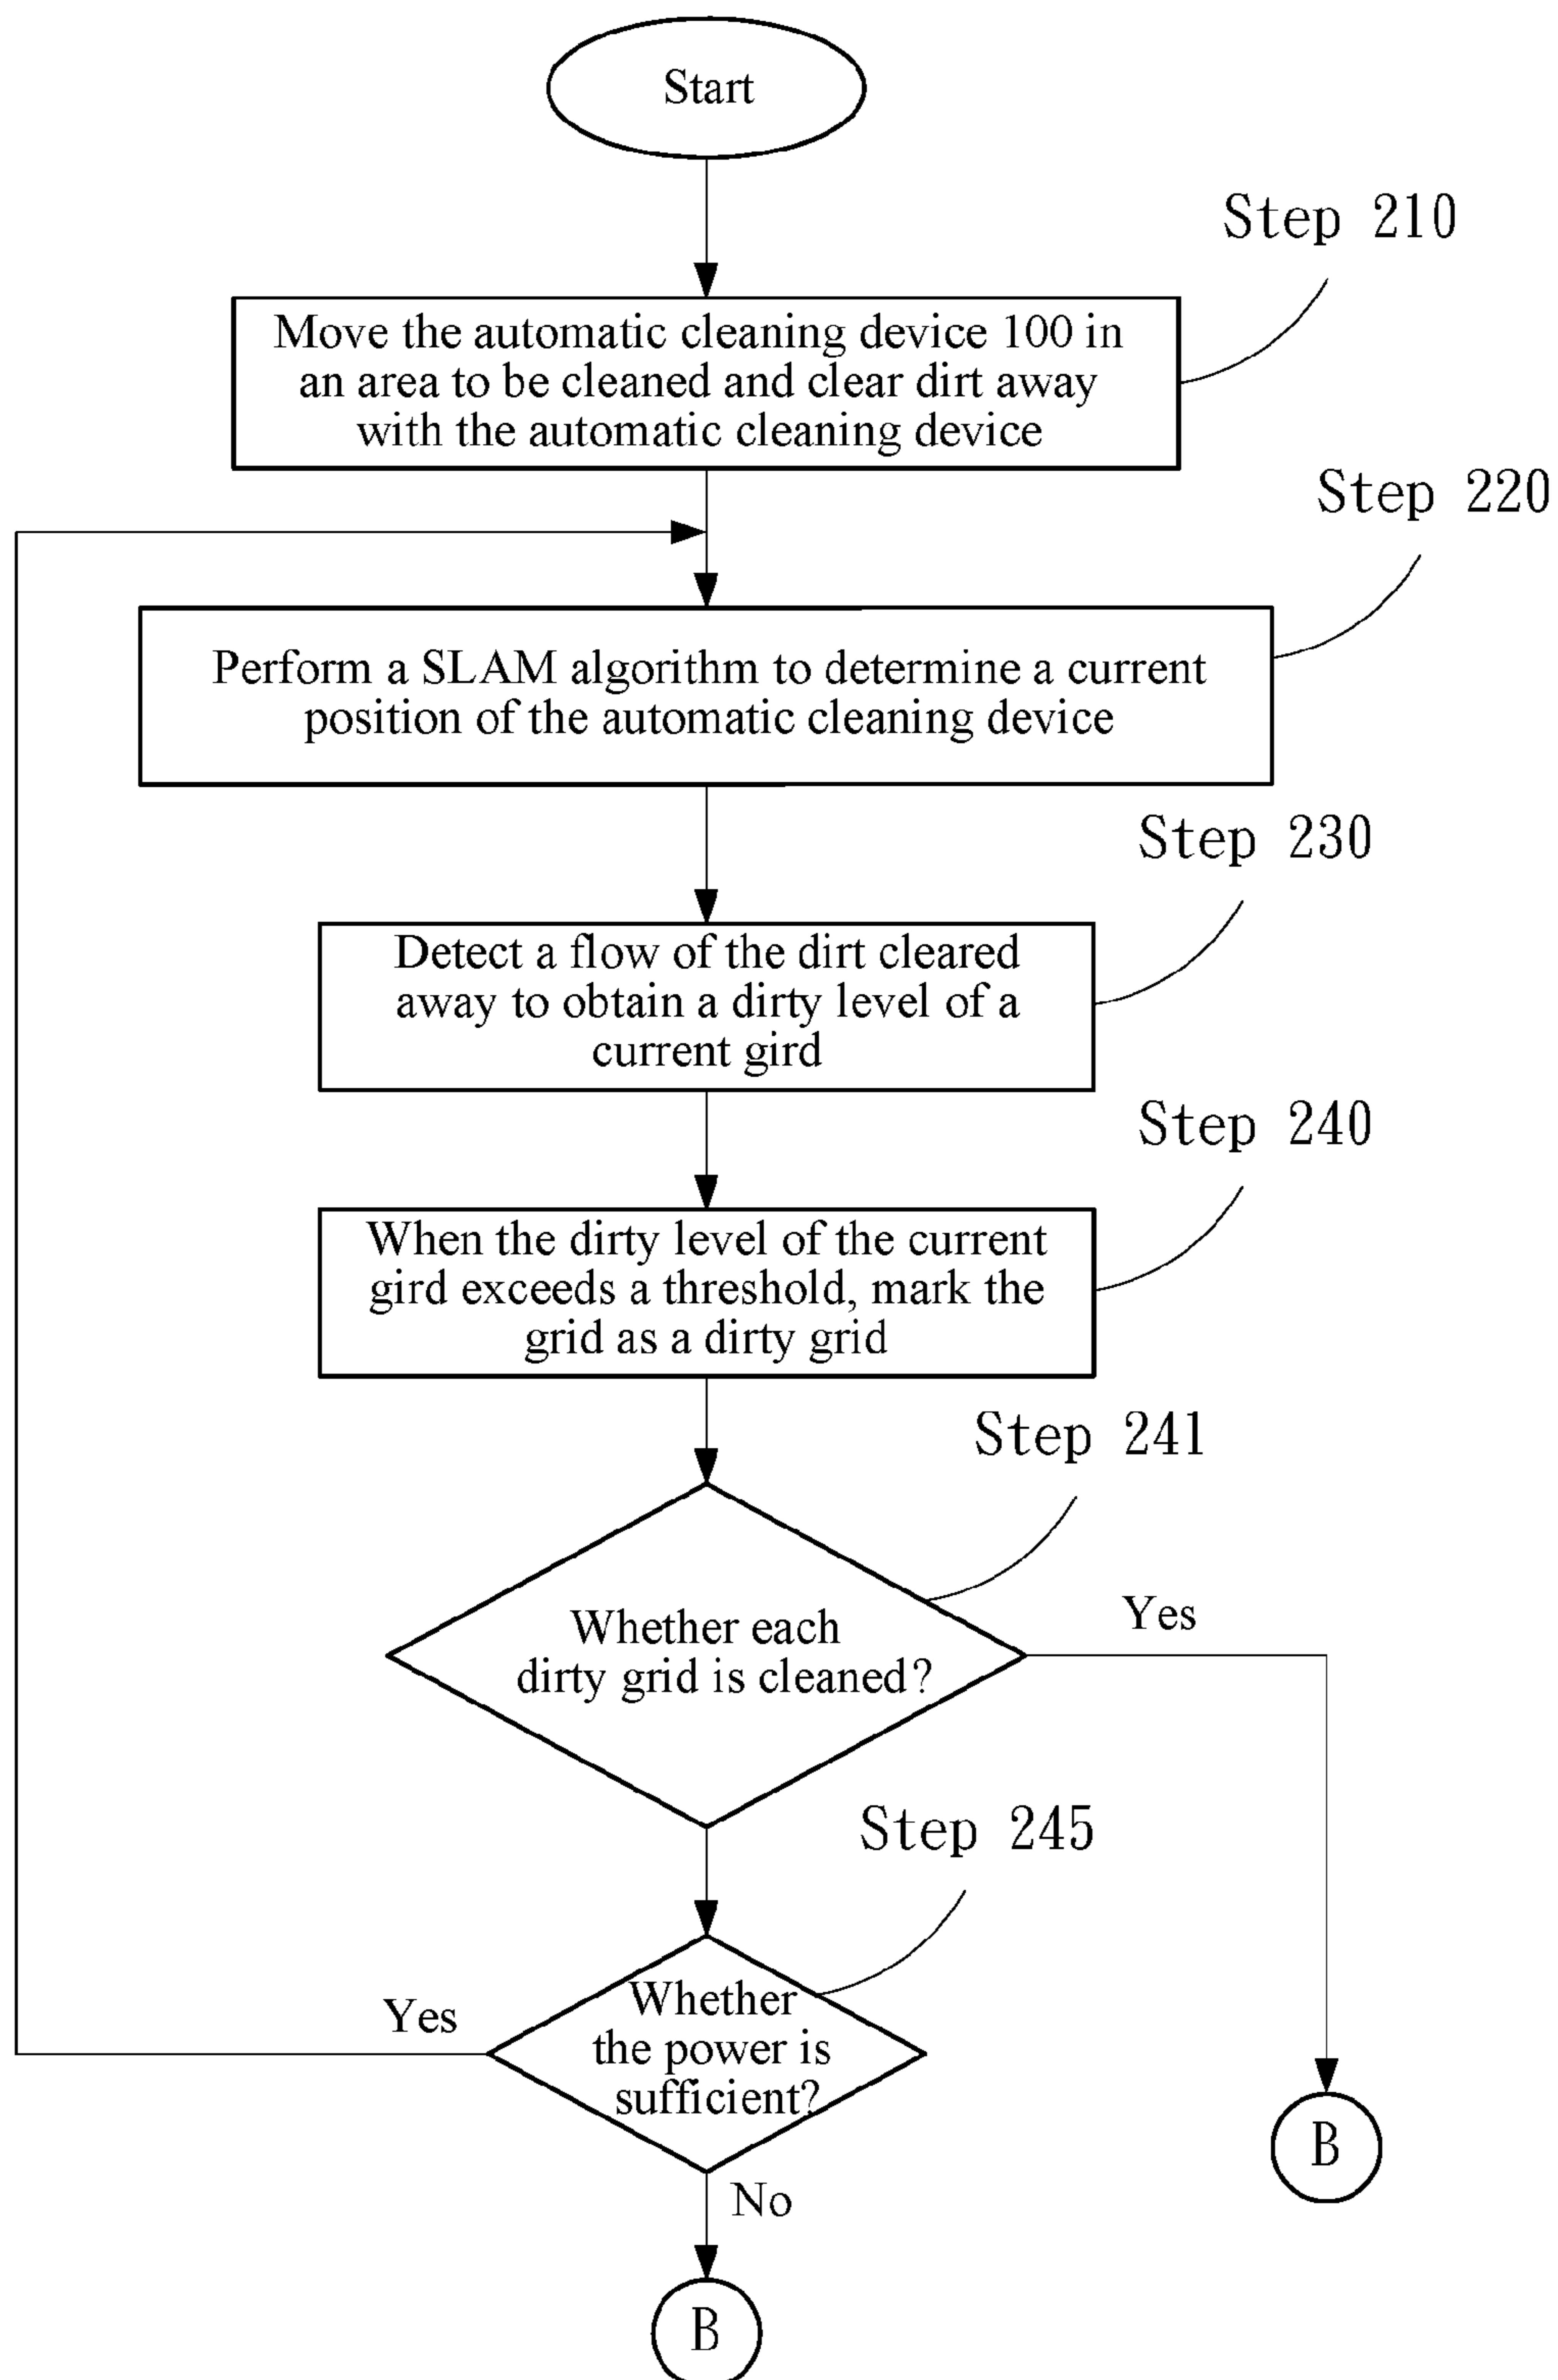 Start
Step 210
Move the automatic cleaning device 100 in
an area to be cleaned and clear dirt away
with the automatic cleaning device
Step 220
Perform a SLAM algorithm to determine a current
position of the automatic cleaning device
Step 230
Detect a flow of the dirt cleared
away to obtain a dirty level of a
current gird
Step 240
When the dirty level of the current
gird exceeds a threshold, mark the
grid as a dirty grid
Step 241
Whether each
dirty grid is cleaned?
Yes
Step 245
Whether
the power is
sufficient?
Yes
No
B
B